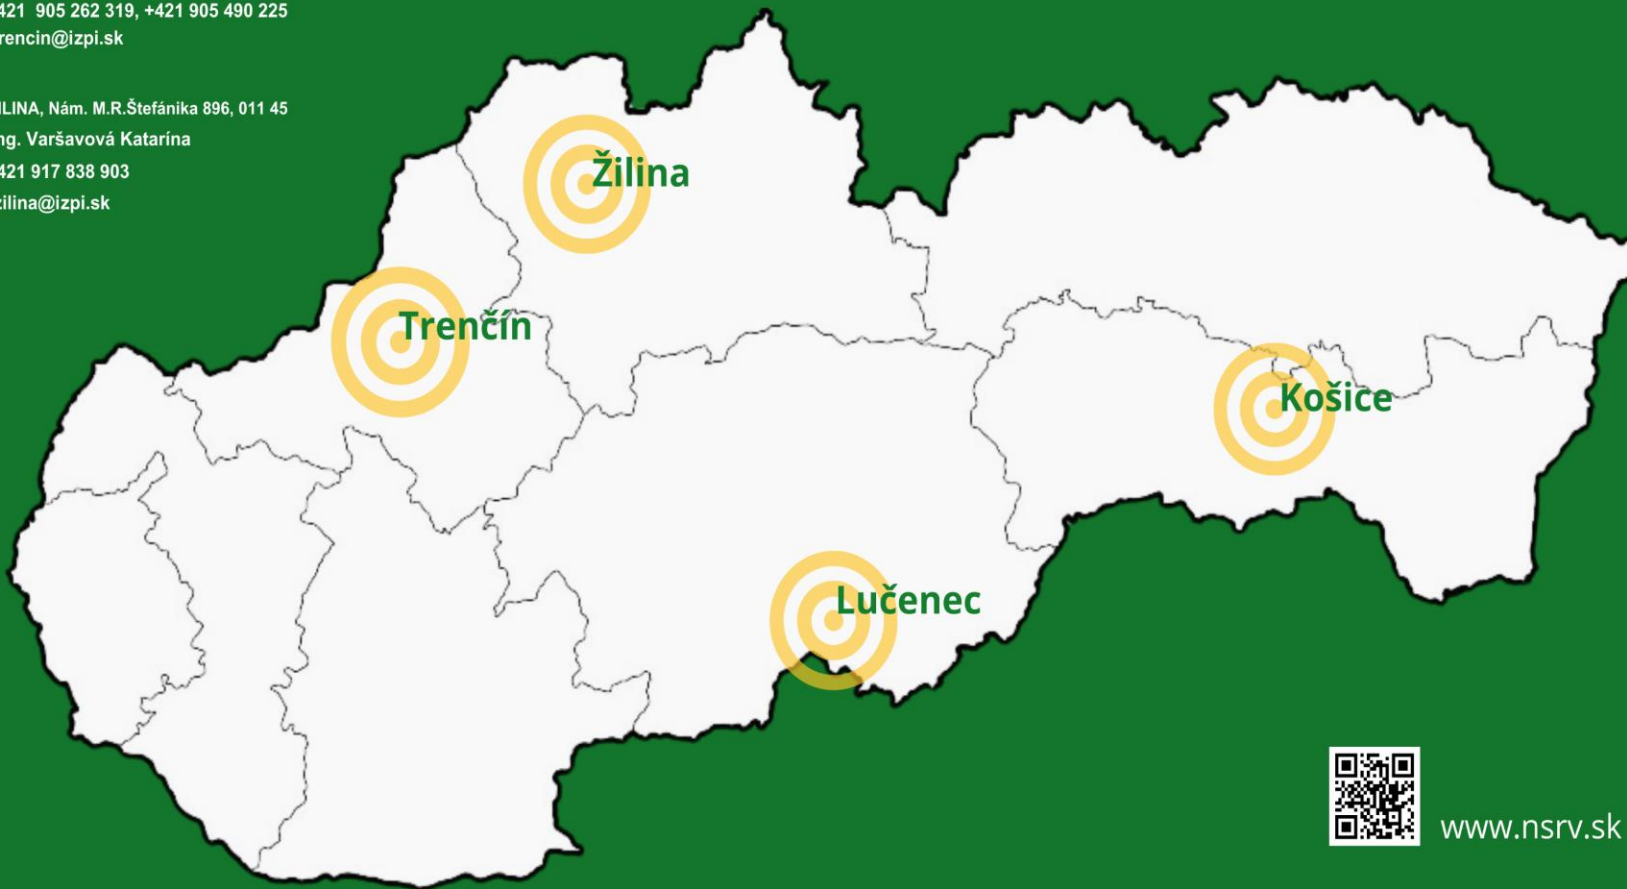 421 905 262 319, +421 905 490 225
rencin@izpi.sk
ILINA, Nám. M.R.Štefánika 896, 011 45
ng. Varšavová Katarína
421 917 838 903
zilina@izpi.sk
Žilina
Trenčín
Košice
Lučenec
www.nsrv.sk